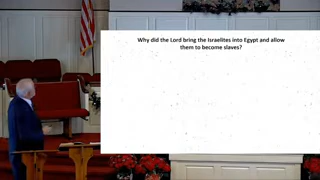 Why did the Lord bring the Israelites into Egypt and allow
them to become slaves?